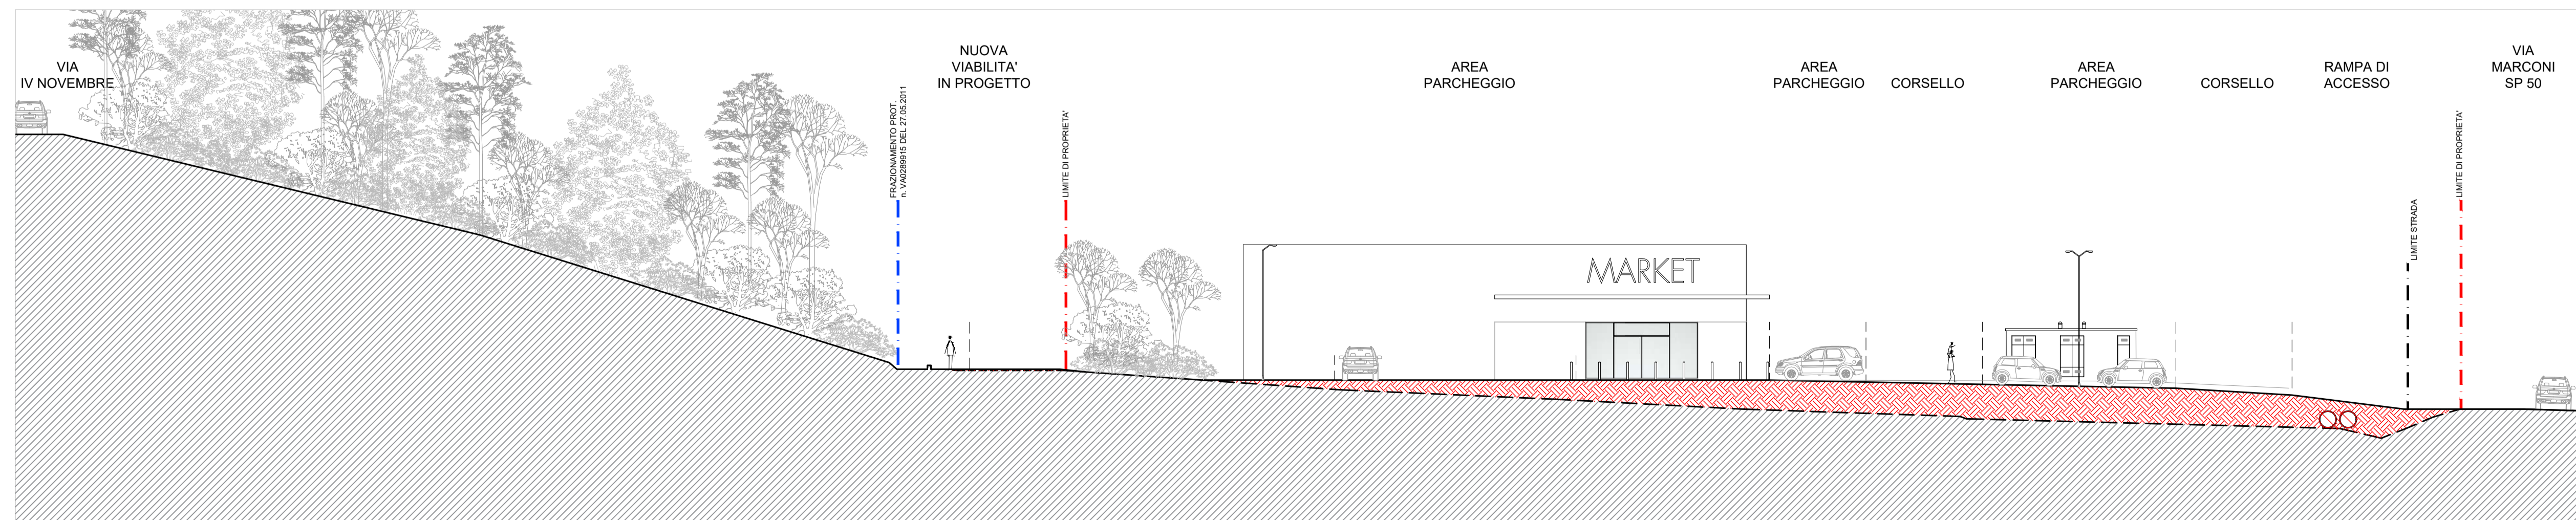 VIA
IV NOVEMBRE
FRAZIONAMENTO PROT.
n. VA0289915 DEL 27.05.2011
NUOVA
VIABILITA'
IN PROGETTO
LIMITE DI PROPRIETA'
AREA
PARCHEGGIO
MARKET
AREA
PARCHEGGIO
CORSELLO
AREA
PARCHEGGIO
CORSELLO
RAMPA DI
ACCESSO
LIMITE STRADA
LIMITE DI PROPRIETA'
VIA
MARCONI
SP 50